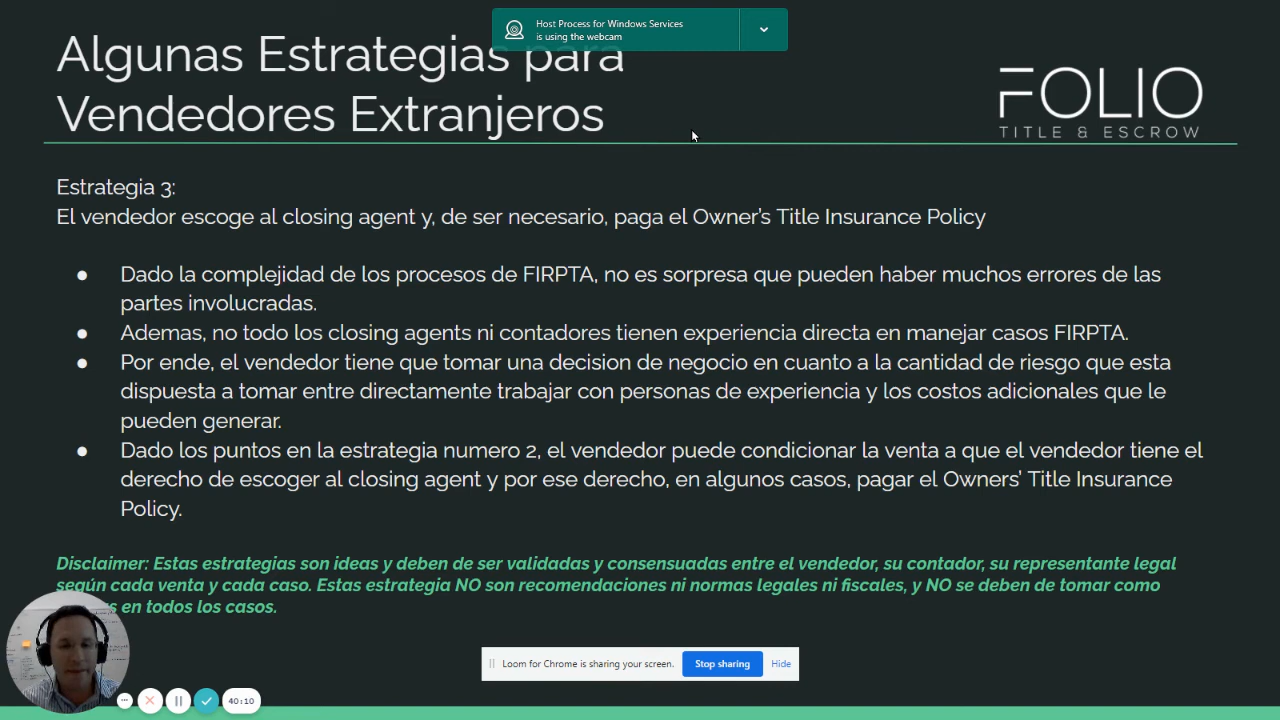 Host Process for Windows Services
is using the webcam
Algunas Estrategias para
Vendedores Extranjeros
FOLIO
TITLE & ESCROW
Estrategia 3:
El vendedor escoge al closing agent y, de ser necesario, paga el Owner's Title Insurance Policy
● Dado la complejidad de los procesos de FIRPTA, no es sorpresa que pueden haber muchos errores de las
partes involucradas.
● Ademas, no todo los closing agents ni contadores tienen experiencia directa en manejar casos FIRPTA.
● Por ende, el vendedor tiene que tomar una decision de negocio en cuanto a la cantidad de riesgo que esta
dispuesta a tomar entre directamente trabajar con personas de experiencia y los costos adicionales que le
pueden generar.
● Dado los puntos en la estrategia numero 2, el vendedor puede condicionar la venta a que el vendedor tiene el
derecho de escoger al closing agent y por ese derecho, en algunos casos, pagar el Owners' Title Insurance
Policy.
Disclaimer: Estas estrategias son ideas y deben de ser validadas y consensuadas entre el vendedor, su contador, su representante legal
según cada venta y cada caso. Estas estrategia NO son recomendaciones ni normas legales ni fiscales, y NO se deben de tomar como
en todos los casos.
Loom for Chrome is sharing your screen. Stop sharing Hide
40:10